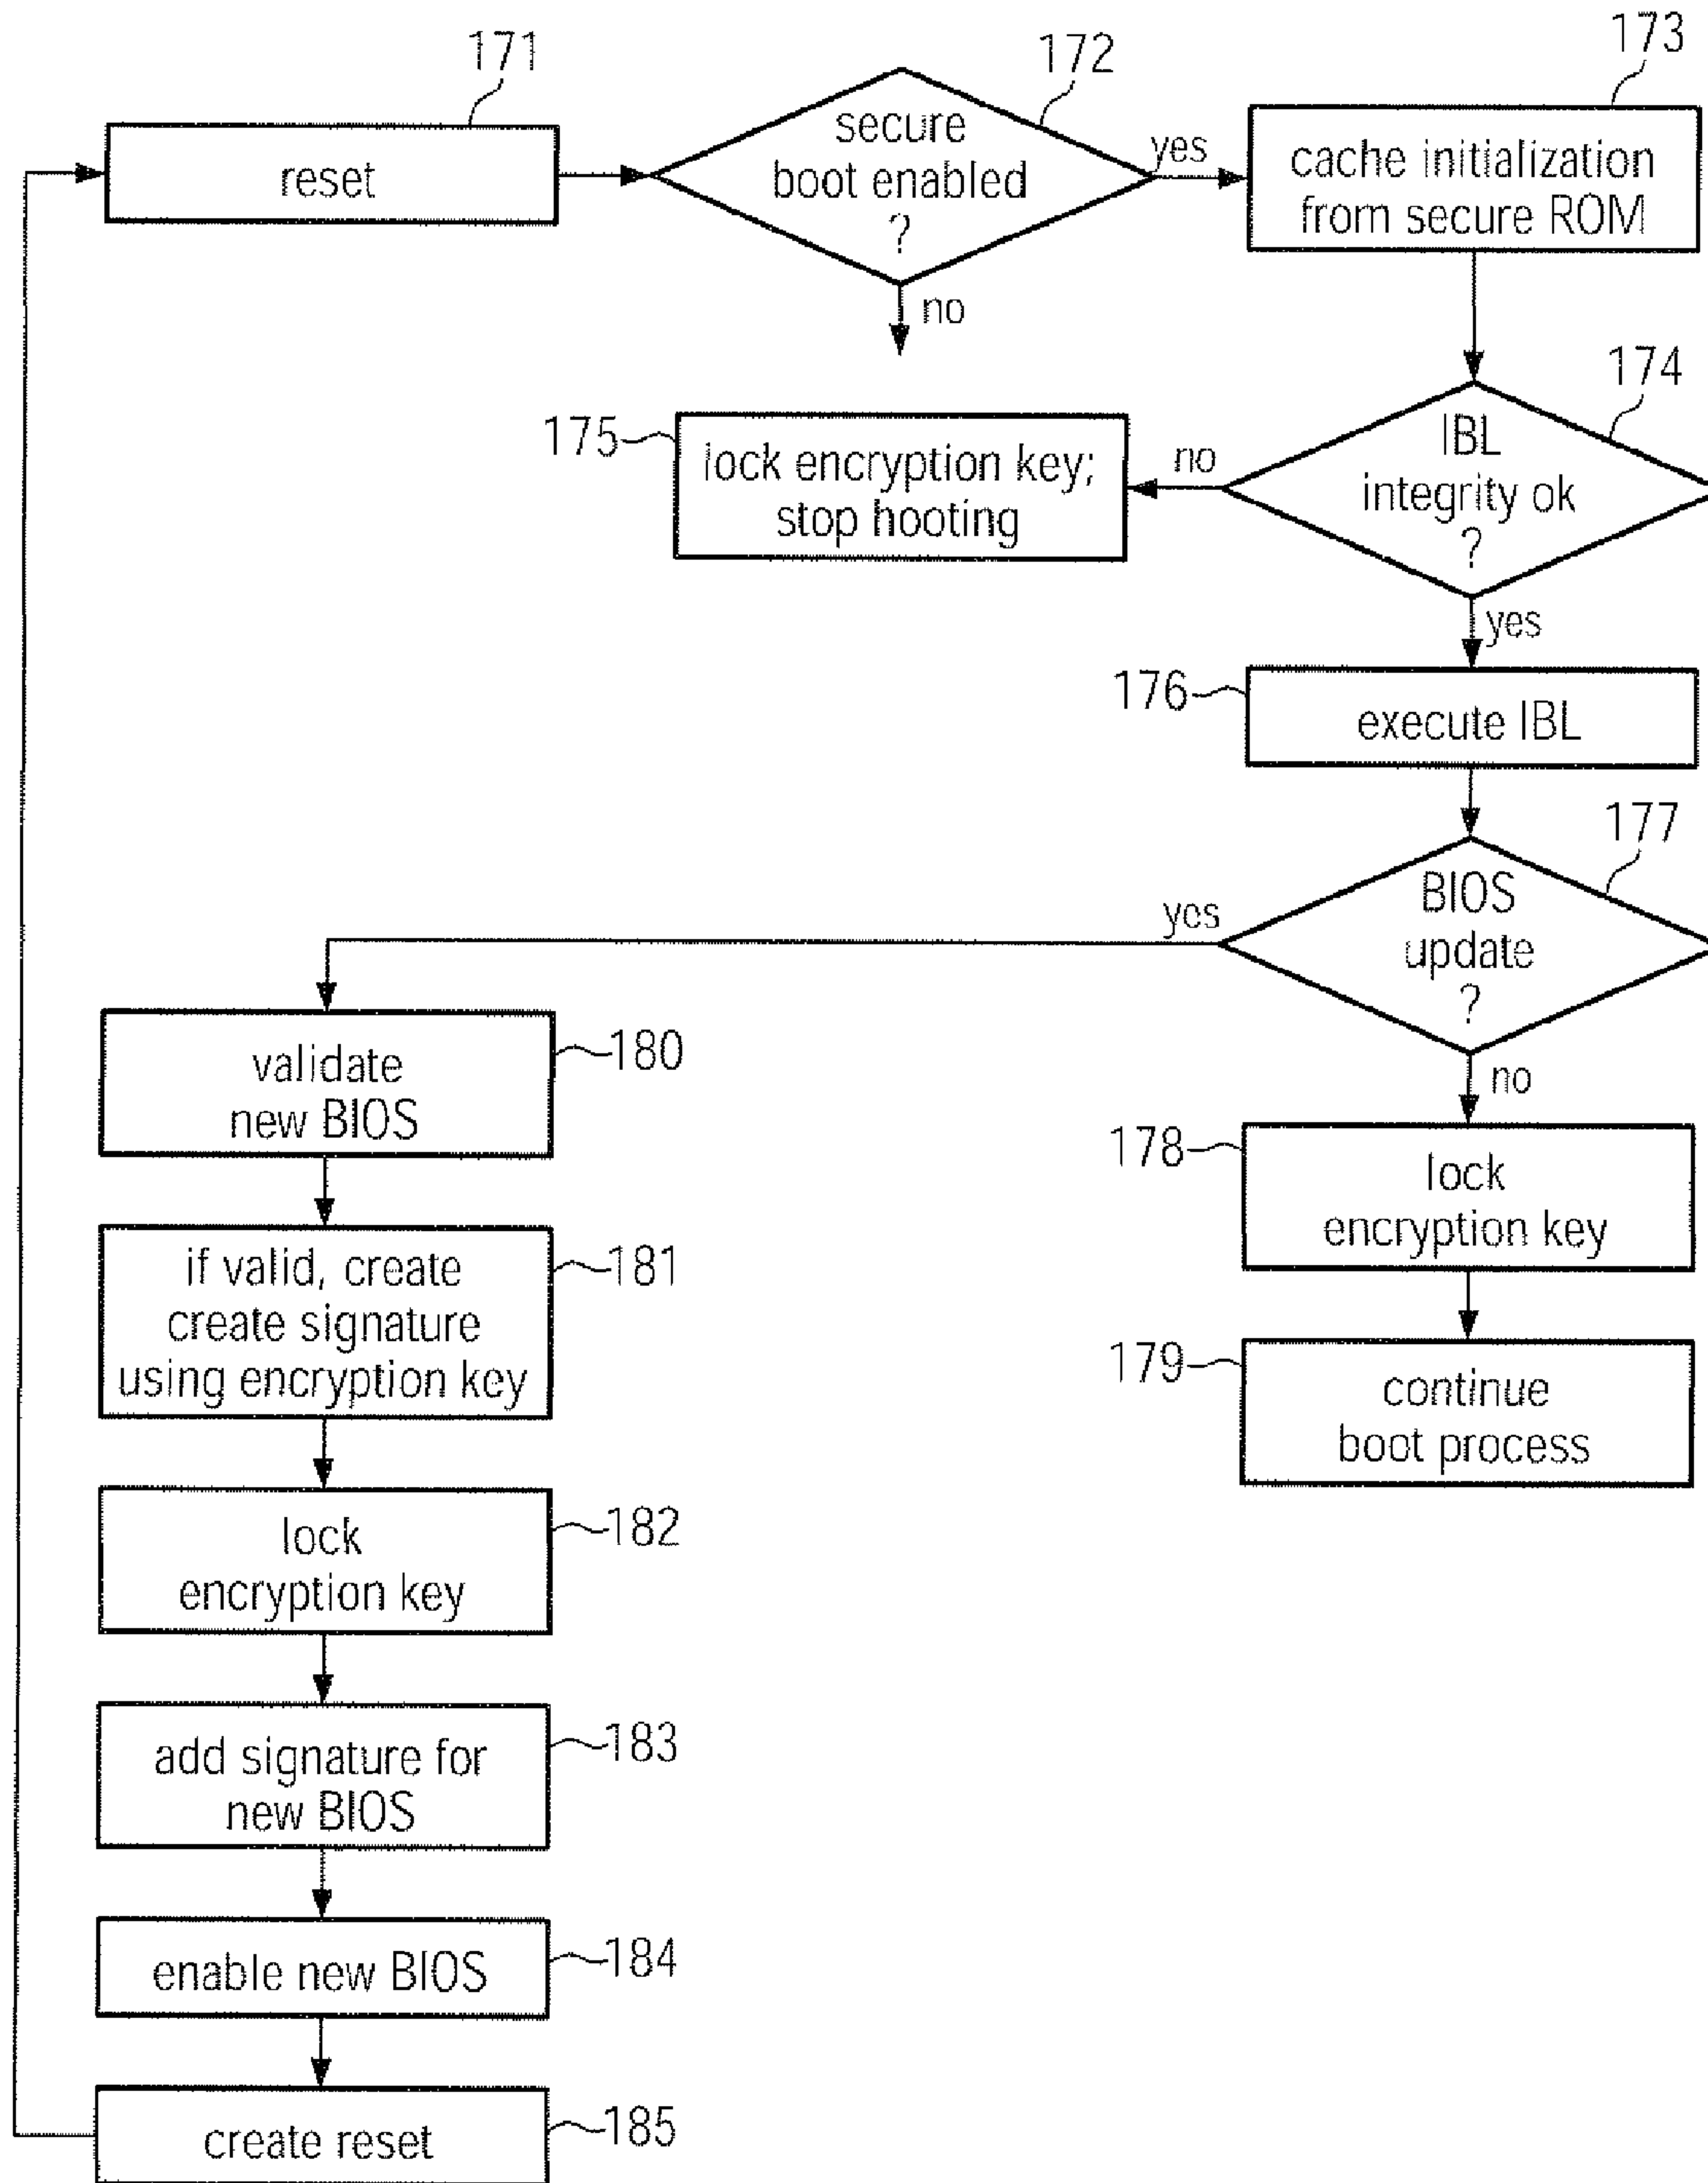 171
reset
172
secure
boot enabled
?
yes
no
173
cache initialization
from secure ROM
174
IBL
integrity ok
?
no
yes
175
lock encryption key;
stop hooting
176
execute IBL
177
BIOS
update
?
yes
no
178
lock
encryption key
179
continue
boot process
180
validate
new BIOS
181
if valid, create
create signature
using encryption key
182
lock
encryption key
183
add signature for
new BIOS
184
enable new BIOS
185
create reset